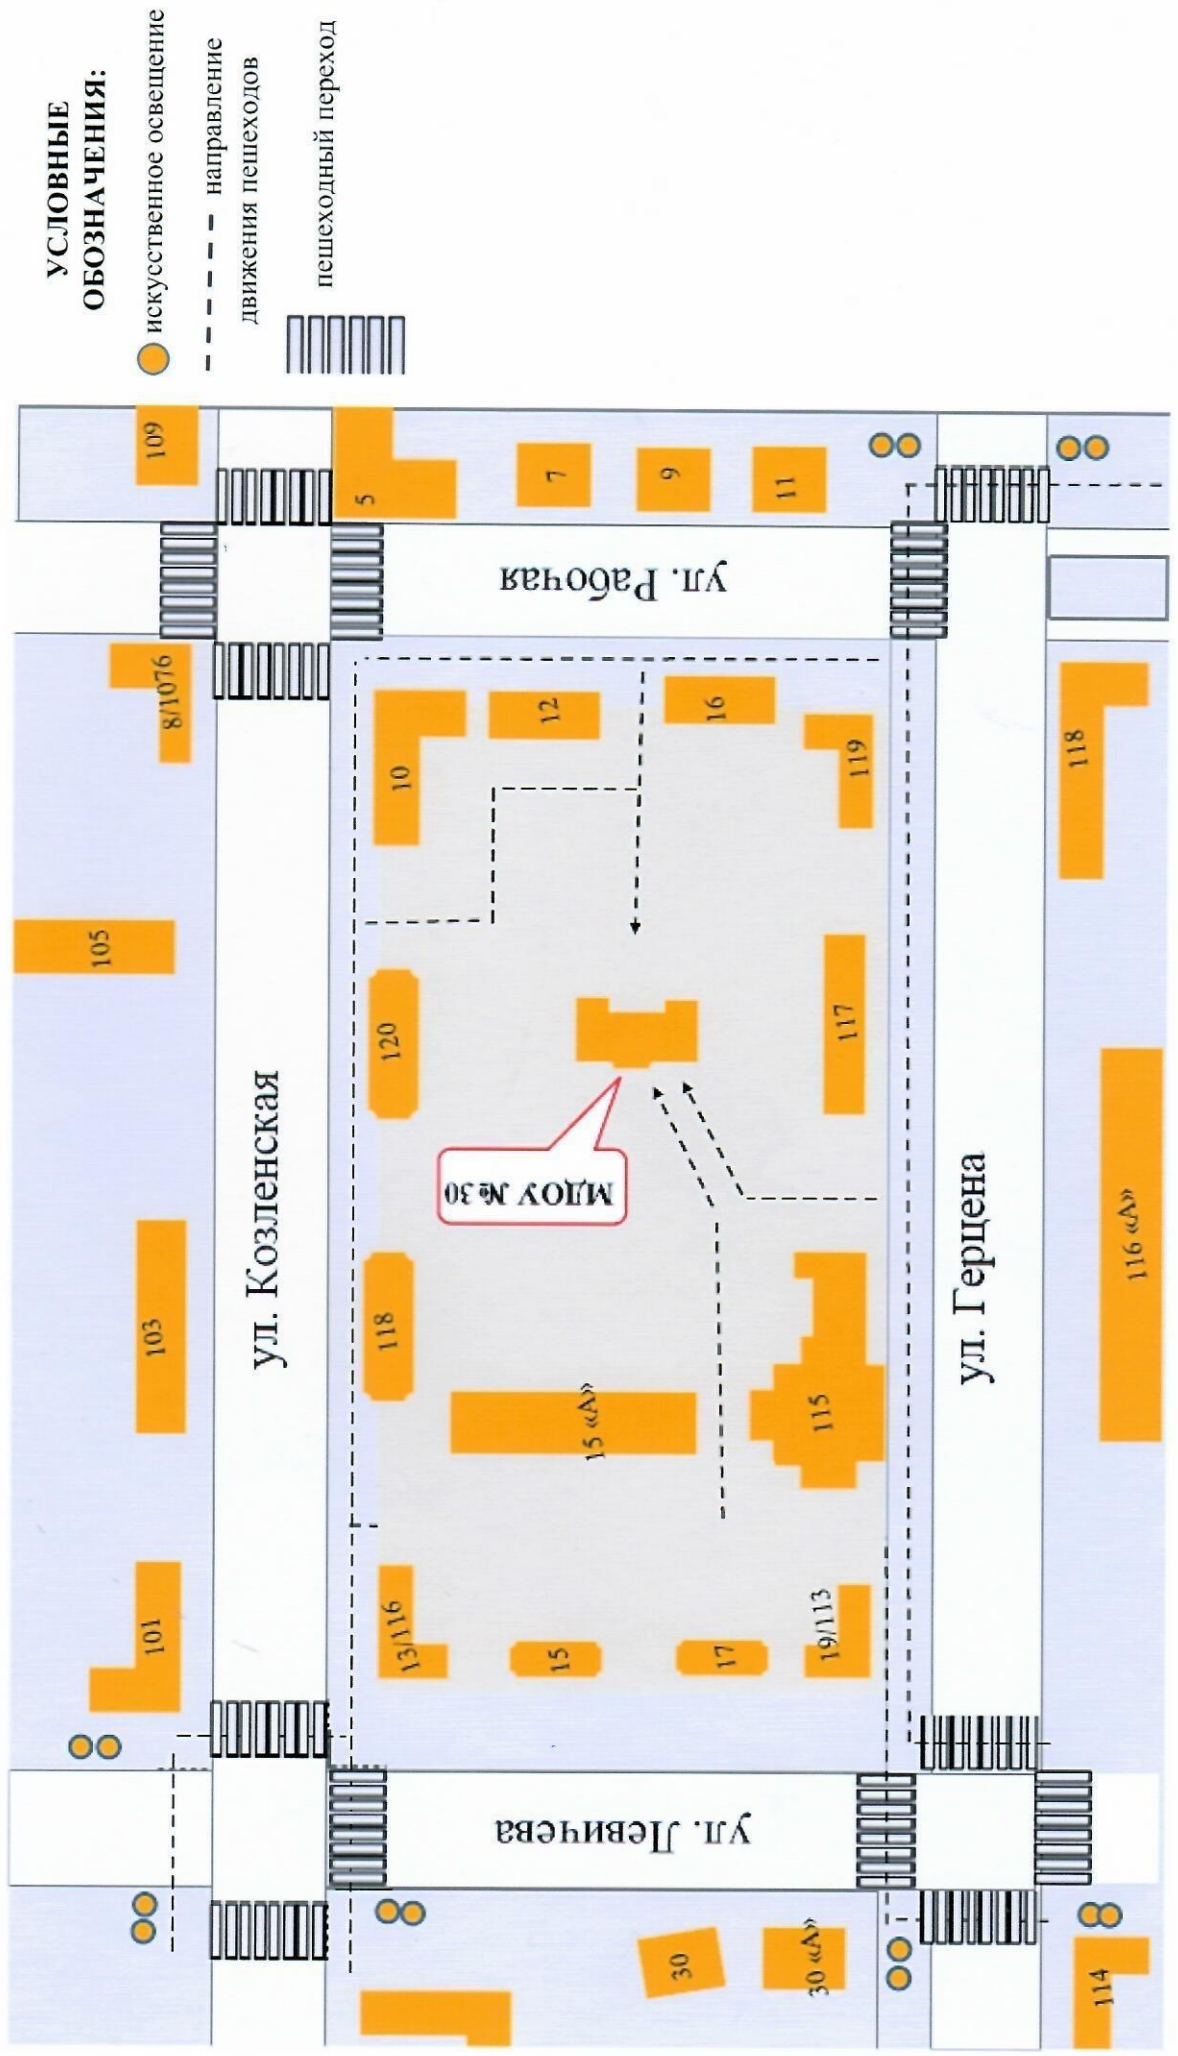 УСЛОВНЫЕ
ОБОЗНАЧЕНИЯ:
искусственное освещение
направление
движения пешеходов
пешеходный переход
101
103
105
8/107б
109
ул. Козленская
13/116
118
120
10
5
15
15 «А»
МДОУ № 30
12
7
ул. Левичева
ул. Рабочая
30
17
16
9
30 «А»
19/113
115
117
119
11
ул. Герцена
114
116 «А»
118